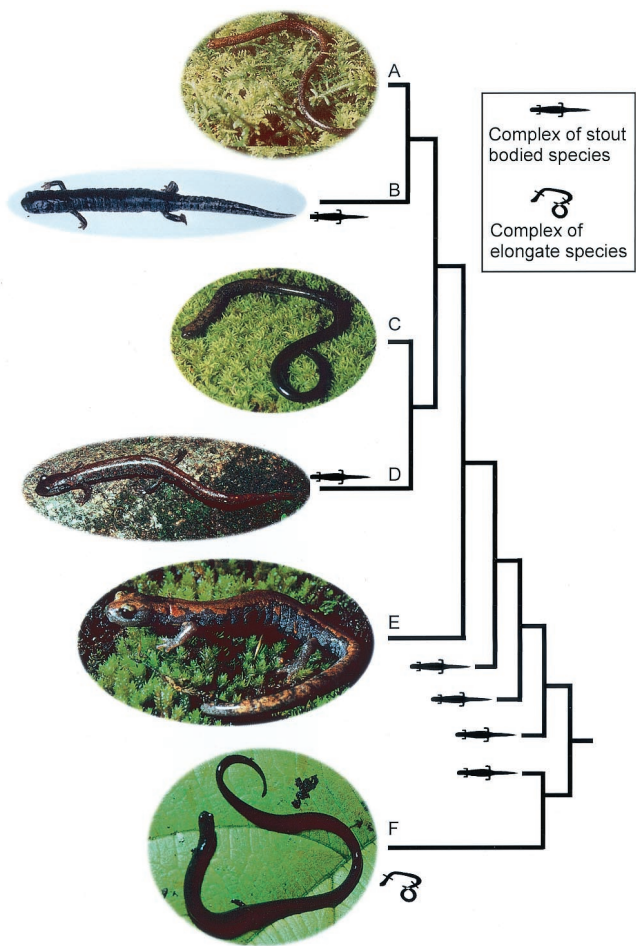 A
B
C
D
E
F
Complex of stout
bodied species
Complex of
elongate species